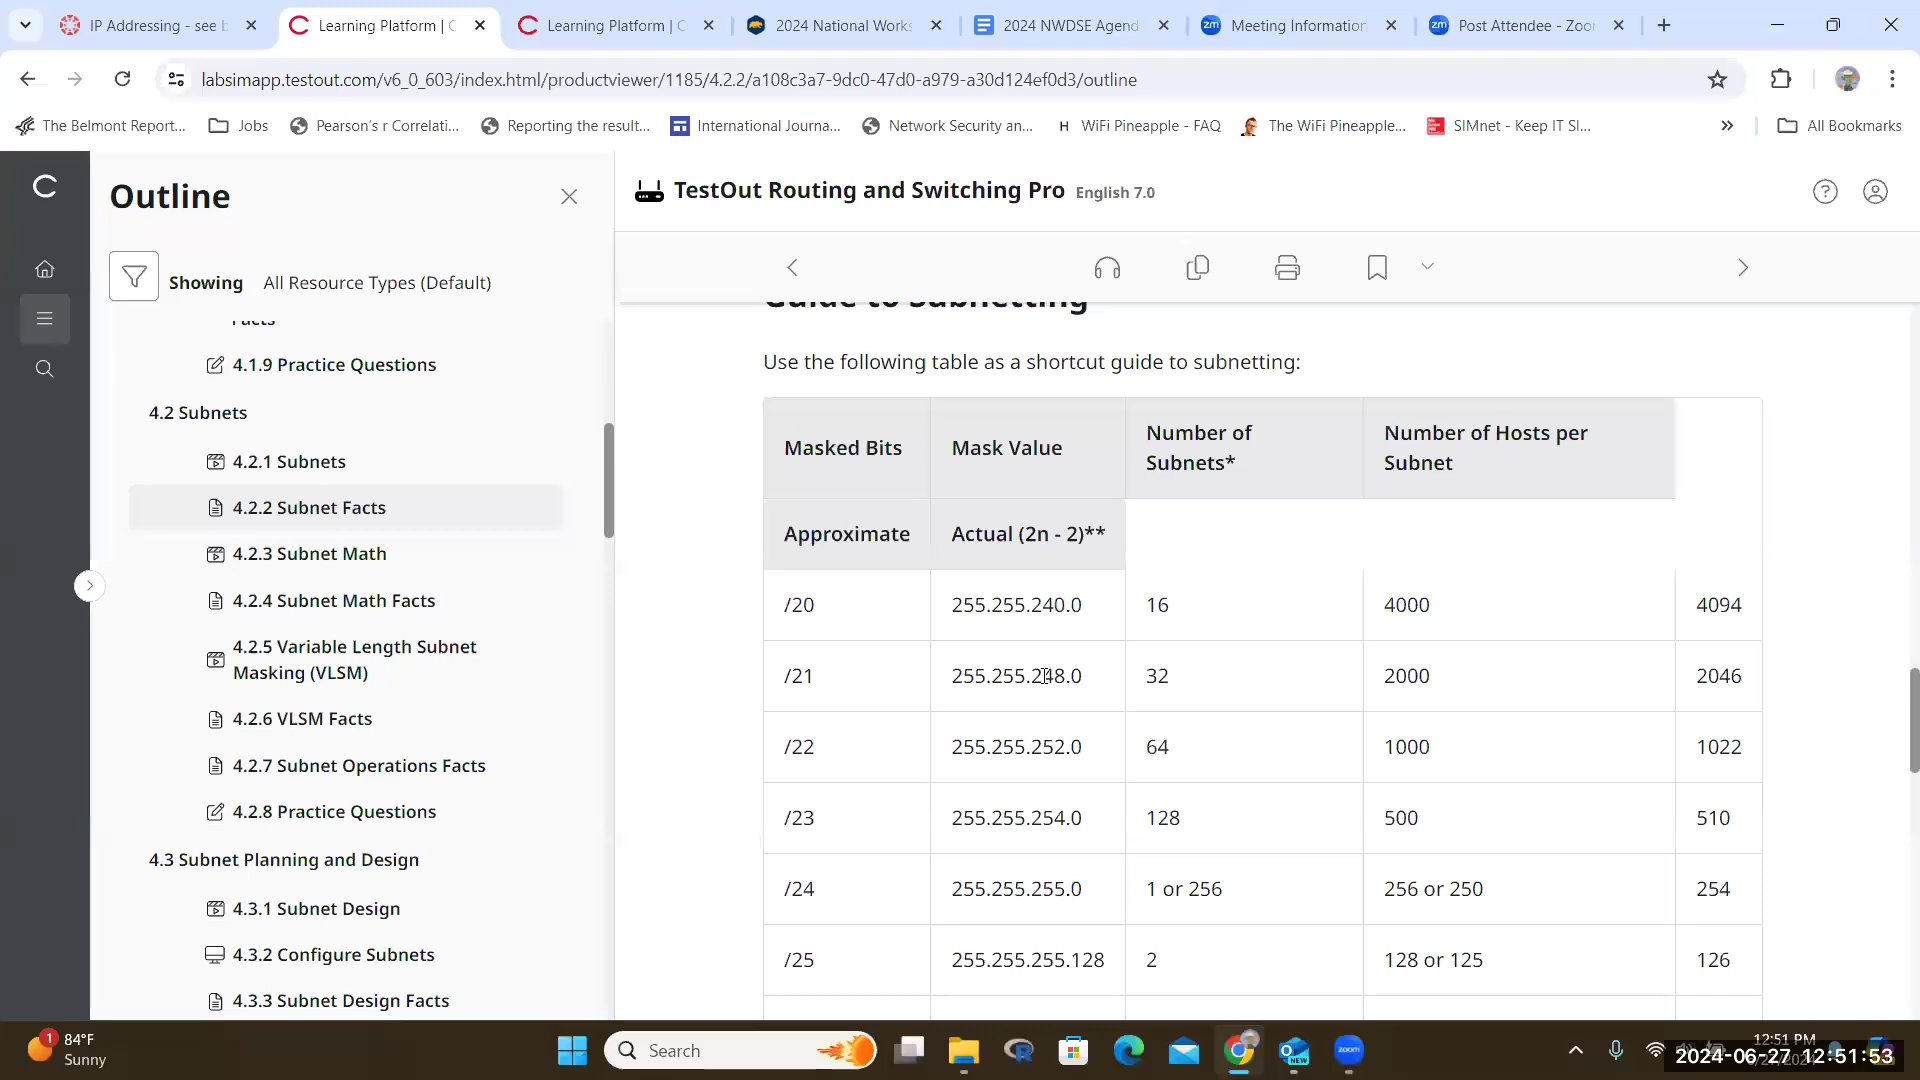 IP Addressing - see b
Learning Platform | C
Learning Platform | C
2024 National Works
2024 NWDSE Agend
Meeting Information
Post Attendee - Zoo
labsimapp.testout.com/v6_0_603/index.html/productviewer/1185/4.2.2/a108c3a7-9dc0-47d0-a979-a30d124ef0d3/outline
The Belmont Report...
Jobs
Pearson's r Correlati...
Reporting the result...
International Journa...
Network Security an...
H WiFi Pineapple - FAQ
The WiFi Pineapple...
SIMnet - Keep IT SI...
All Bookmarks
Outline
Showing All Resource Types (Default)
Facts
4.1.9 Practice Questions
4.2 Subnets
4.2.1 Subnets
4.2.2 Subnet Facts
4.2.3 Subnet Math
4.2.4 Subnet Math Facts
4.2.5 Variable Length Subnet
Masking (VLSM)
4.2.6 VLSM Facts
4.2.7 Subnet Operations Facts
4.2.8 Practice Questions
4.3 Subnet Planning and Design
4.3.1 Subnet Design
4.3.2 Configure Subnets
4.3.3 Subnet Design Facts
TestOut Routing and Switching Pro English 7.0
Guide to Subnetting
Use the following table as a shortcut guide to subnetting:
Masked Bits
Mask Value
Number of
Subnets*
Number of Hosts per
Subnet
Approximate
Actual (2n - 2)**
/20 255.255.240.0 16 4000 4094
/21 255.255.248.0 32 2000 2046
/22 255.255.252.0 64 1000 1022
/23 255.255.254.0 128 500 510
/24 255.255.255.0 1 or 256 256 or 250 254
/25 255.255.255.128 2 128 or 125 126
1
84°F
Sunny
Search
R
NEW
zoom
12:51 PM
2024-06-27 12:51:53